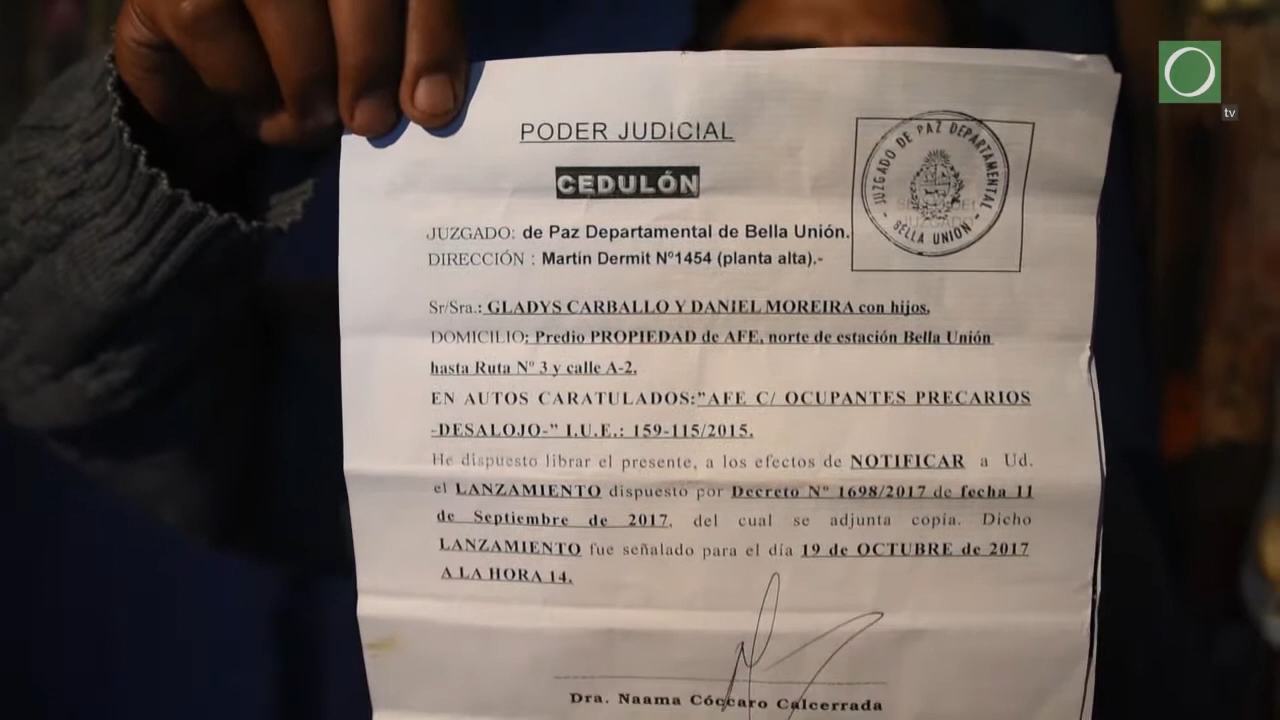 tv
PODER JUDICIAL
CEDULÓN
JUZGADO DE PAZ DEPARTAMENTAL
- BELLA UNION -
JUZGADO: de Paz Departamental de Bella Unión.
DIRECCIÓN : Martín Dermit Nº1454 (planta alta).-
Sr/Sra.: GLADYS CARBALLO Y DANIEL MOREIRA con hijos.
DOMICILIO: Predio PROPIEDAD de AFE, norte de estación Bella Unión
hasta Ruta Nº 3 y calle A-2.
EN AUTOS CARATULADOS:"AFE C/ OCUPANTES PRECARIOS
-DESALOJO-" I.U.E.: 159-115/2015.
He dispuesto librar el presente, a los efectos de NOTIFICAR a Ud.
el LANZAMIENTO dispuesto por Decreto Nº 1698/2017 de fecha 11
de Septiembre de 2017, del cual se adjunta copia. Dicho
LANZAMIENTO fue señalado para el día 19 de OCTUBRE de 2017
A LA HORA 14.
Dra. Naama Cóccaro Calcerrada